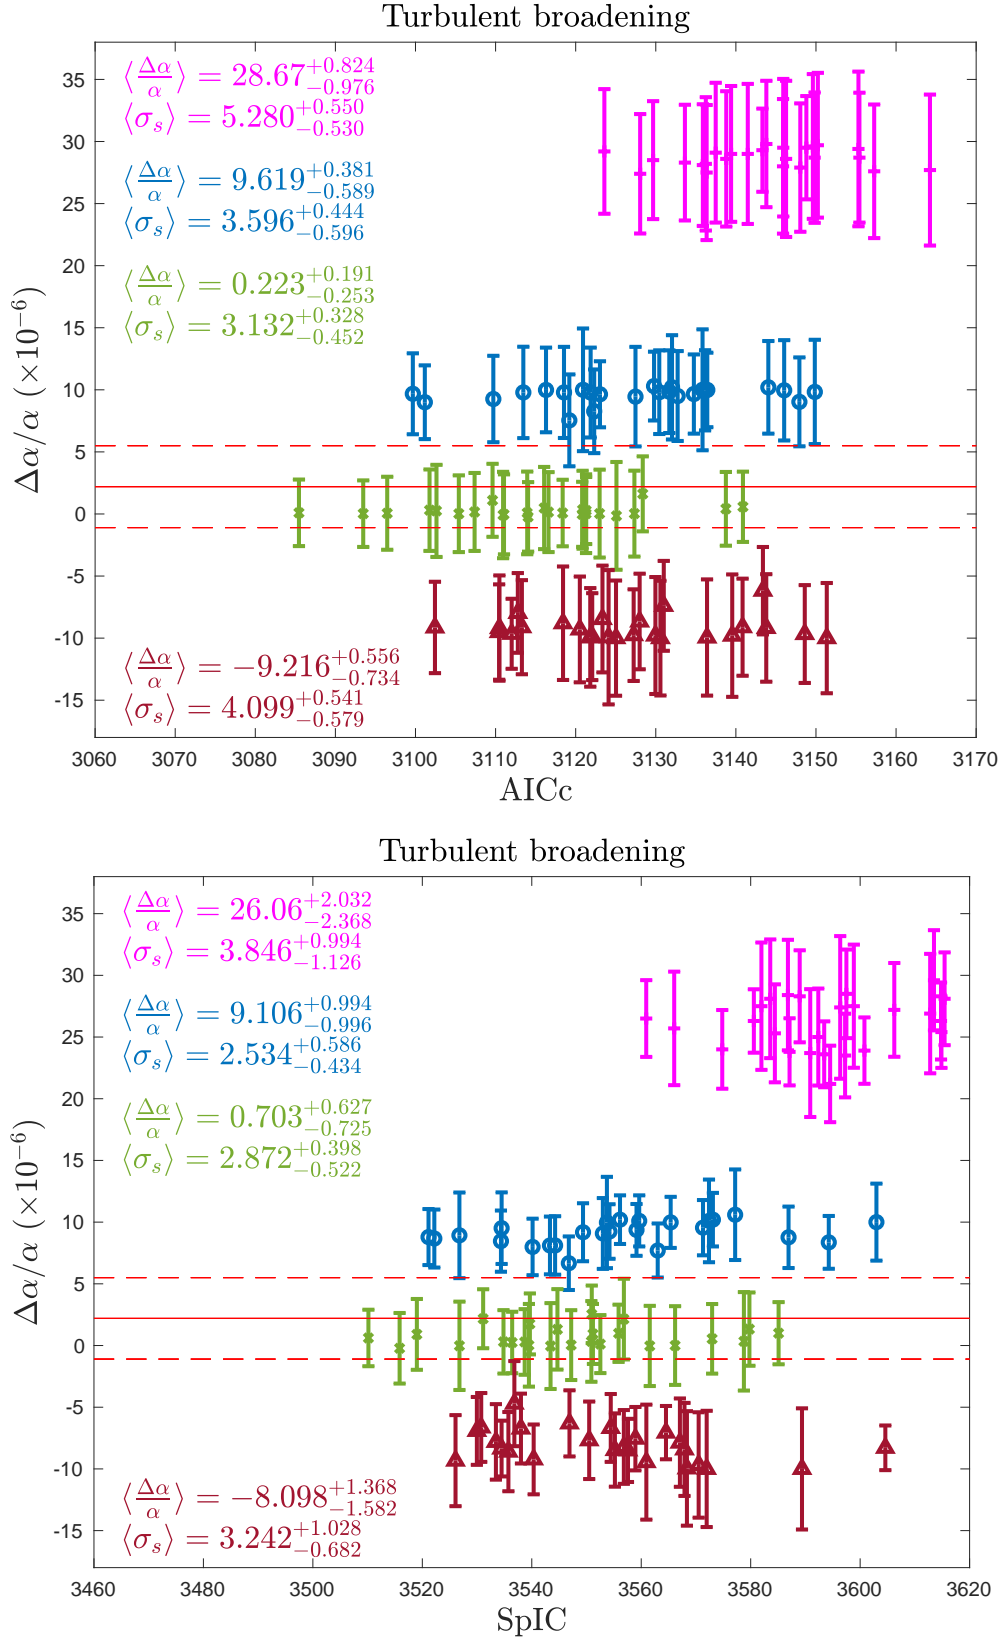 Turbulent broadening
⟨Δα/α⟩ = 28.67+0.824−0.976
⟨σs⟩ = 5.280+0.550−0.530
⟨Δα/α⟩ = 9.619+0.381−0.589
⟨σs⟩ = 3.596+0.444−0.596
⟨Δα/α⟩ = 0.223+0.191−0.253
⟨σs⟩ = 3.132+0.328−0.452
⟨Δα/α⟩ = −9.216+0.556−0.734
⟨σs⟩ = 4.099+0.541−0.579
Δα/α (×10−6)
35
30
25
20
15
10
5
0
-5
-10
-15
3060 3070 3080 3090 3100 3110 3120 3130 3140 3150 3160 3170
AICc
Turbulent broadening
⟨Δα/α⟩ = 26.06+2.032−2.368
⟨σs⟩ = 3.846+0.994−1.126
⟨Δα/α⟩ = 9.106+0.994−0.996
⟨σs⟩ = 2.534+0.586−0.434
⟨Δα/α⟩ = 0.703+0.627−0.725
⟨σs⟩ = 2.872+0.398−0.522
⟨Δα/α⟩ = −8.098+1.368−1.582
⟨σs⟩ = 3.242+1.028−0.682
Δα/α (×10−6)
35
30
25
20
15
10
5
0
-5
-10
-15
3460 3480 3500 3520 3540 3560 3580 3600 3620
SpIC